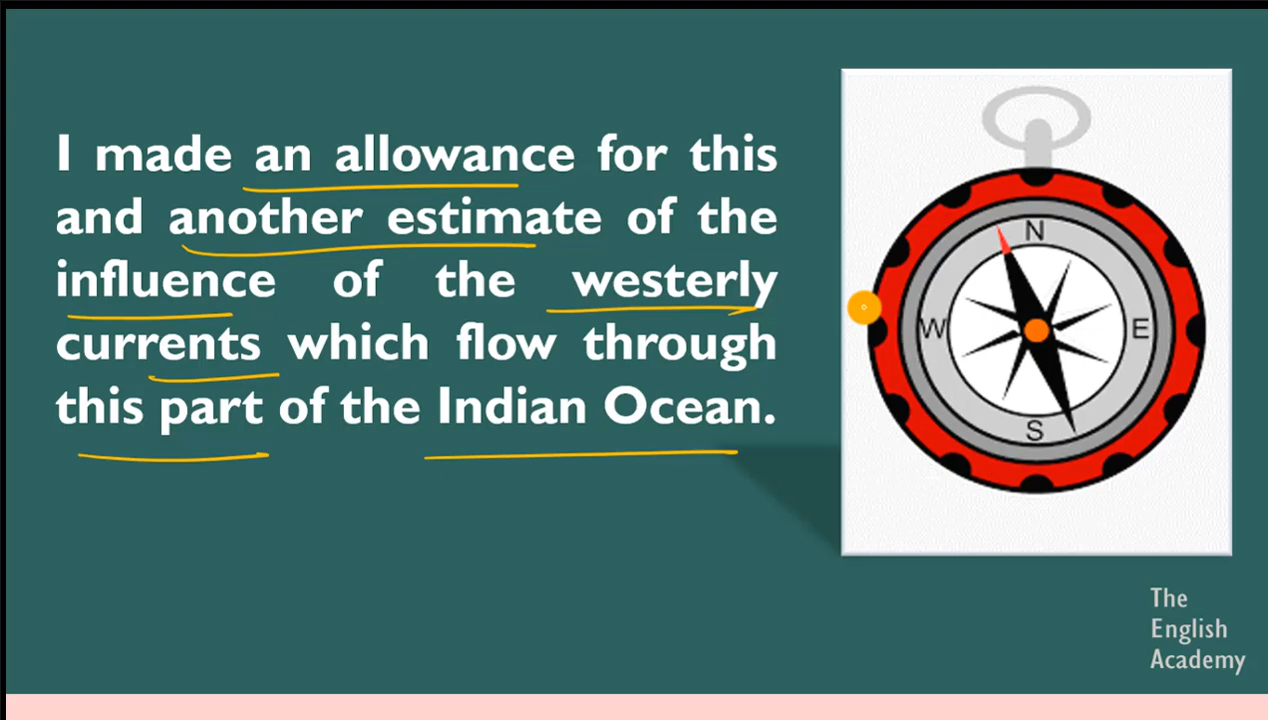 I made an allowance for this
and another estimate of the
influence of the westerly
currents which flow through
this part of the Indian Ocean.
N
W
E
S
The
English
Academy